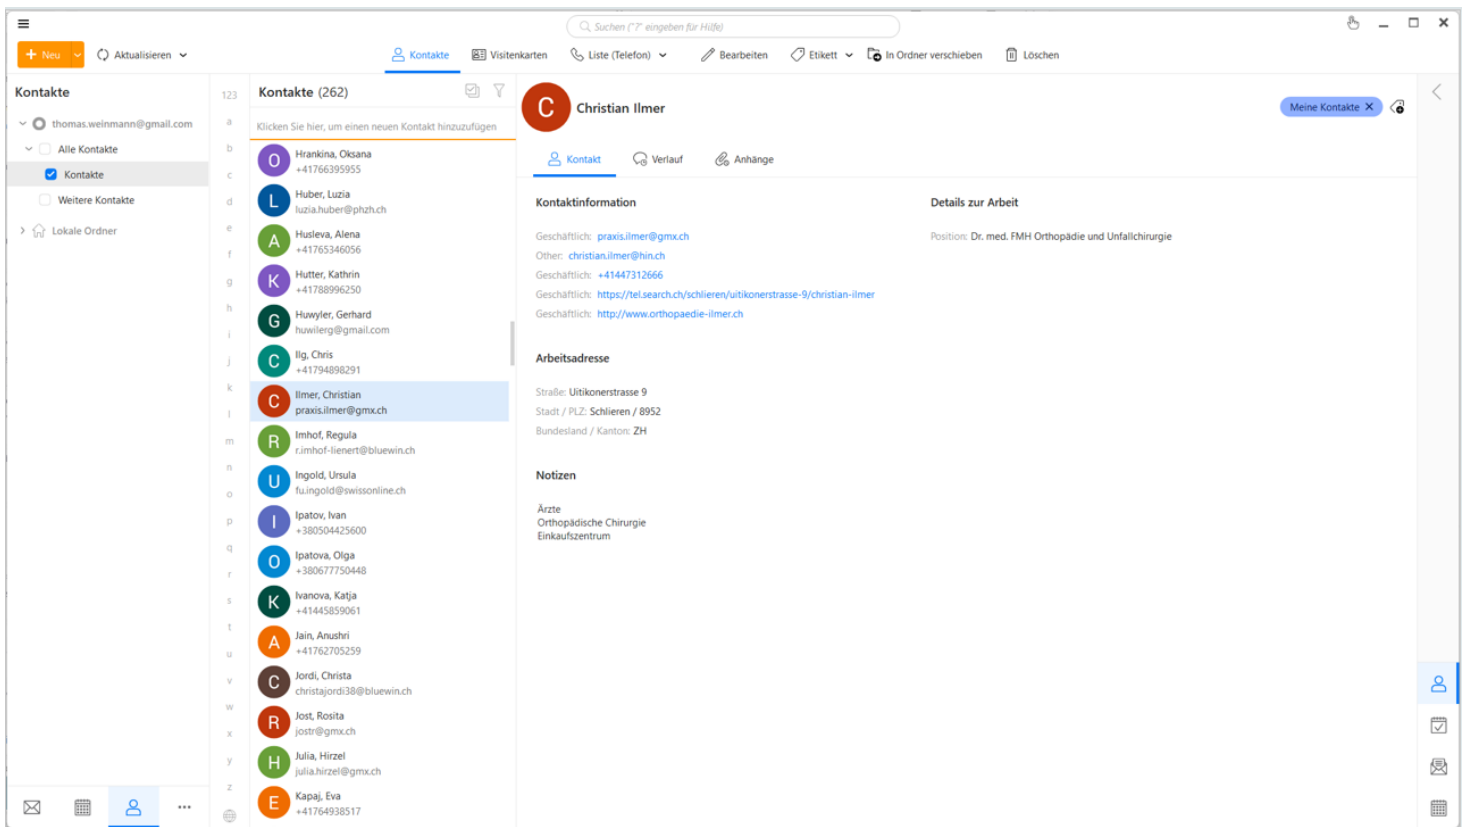 Suchen ("?" eingeben für Hilfe)
Neu
Aktualisieren
Kontakte
Visitenkarten
Liste (Telefon)
Bearbeiten
Etikett
In Ordner verschieben
Löschen
Kontakte
thomas.weinmann@gmail.com
Alle Kontakte
Kontakte
Weitere Kontakte
Lokale Ordner
123
a
b
c
d
e
f
g
h
i
j
k
l
m
n
o
p
q
r
s
t
u
v
w
x
y
z
Kontakte (262)
Klicken Sie hier, um einen neuen Kontakt hinzuzufügen
O
Hrankina, Oksana
+41766395955
L
Huber, Luzia
luzia.huber@phzh.ch
A
Husleva, Alena
+41765346056
K
Hutter, Kathrin
+41788996250
G
Huwyler, Gerhard
huwilerg@gmail.com
C
Ilg, Chris
+41794898291
C
Ilmer, Christian
praxis.ilmer@gmx.ch
R
Imhof, Regula
r.imhof-lienert@bluewin.ch
U
Ingold, Ursula
fu.ingold@swissonline.ch
I
Ipatov, Ivan
+380504425600
O
Ipatova, Olga
+380677750448
K
Ivanova, Katja
+41445859061
A
Jain, Anushri
+41762705259
C
Jordi, Christa
christajordi38@bluewin.ch
R
Jost, Rosita
jostr@gmx.ch
H
Julia, Hirzel
julia.hirzel@gmx.ch
E
Kapaj, Eva
+41764938517
C
Christian Ilmer
Meine Kontakte
Kontakt
Verlauf
Anhänge
Kontaktinformation
Geschäftlich: praxis.ilmer@gmx.ch
Other: christian.ilmer@hin.ch
Geschäftlich: +41447312666
Geschäftlich: https://tel.search.ch/schlieren/uitikonerstrasse-9/christian-ilmer
Geschäftlich: http://www.orthopaedie-ilmer.ch
Details zur Arbeit
Position: Dr. med. FMH Orthopädie und Unfallchirurgie
Arbeitsadresse
Straße: Uitikonerstrasse 9
Stadt / PLZ: Schlieren / 8952
Bundesland / Kanton: ZH
Notizen
Ärzte
Orthopädische Chirurgie
Einkaufszentrum